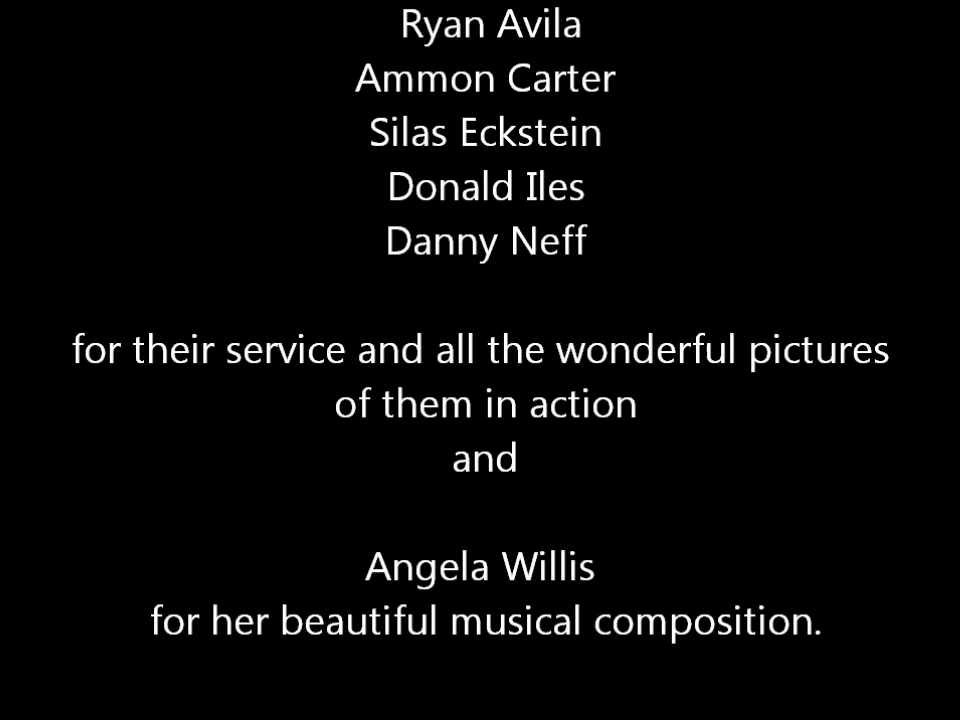 Ryan Avila
Ammon Carter
Silas Eckstein
Donald Iles
Danny Neff
for their service and all the wonderful pictures
of them in action
and
Angela Willis
for her beautiful musical composition.